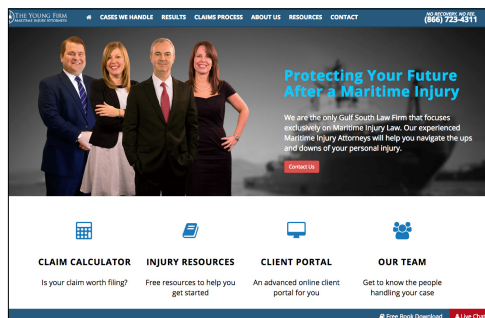 THE YOUNG FIRM
MARITIME INJURY ATTORNEYS
CASES WE HANDLE RESULTS CLAIMS PROCESS ABOUT US RESOURCES CONTACT
NO RECOVERY, NO FEE.
(866) 723-4311
Protecting Your Future
After a Maritime Injury
We are the only Gulf South Law Firm that focuses
exclusively on Maritime Injury Law. Our experienced
Maritime Injury Attorneys will help you navigate the ups
and downs of your personal injury.
Contact Us
CLAIM CALCULATOR INJURY RESOURCES CLIENT PORTAL OUR TEAM
Is your claim worth filing? Free resources to help you An advanced online client Get to know the people
get started portal for you handling your case
Free Book Download Live Chat